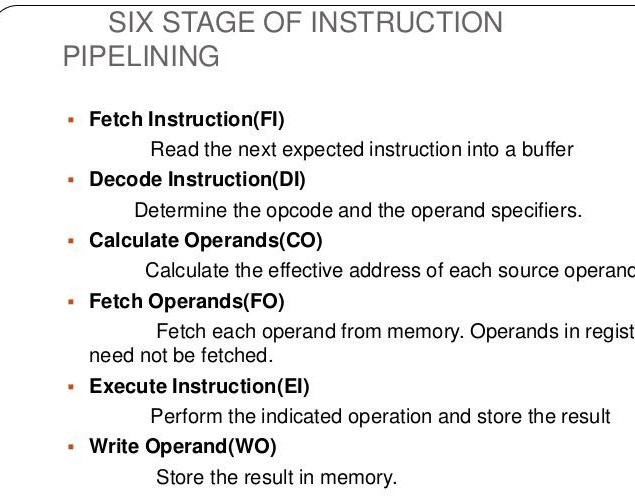 SIX STAGE OF INSTRUCTION
PIPELINING
▪ Fetch Instruction(FI)
Read the next expected instruction into a buffer
▪ Decode Instruction(DI)
Determine the opcode and the operand specifiers.
▪ Calculate Operands(CO)
Calculate the effective address of each source operand
▪ Fetch Operands(FO)
Fetch each operand from memory. Operands in regist
need not be fetched.
▪ Execute Instruction(EI)
Perform the indicated operation and store the result
▪ Write Operand(WO)
Store the result in memory.